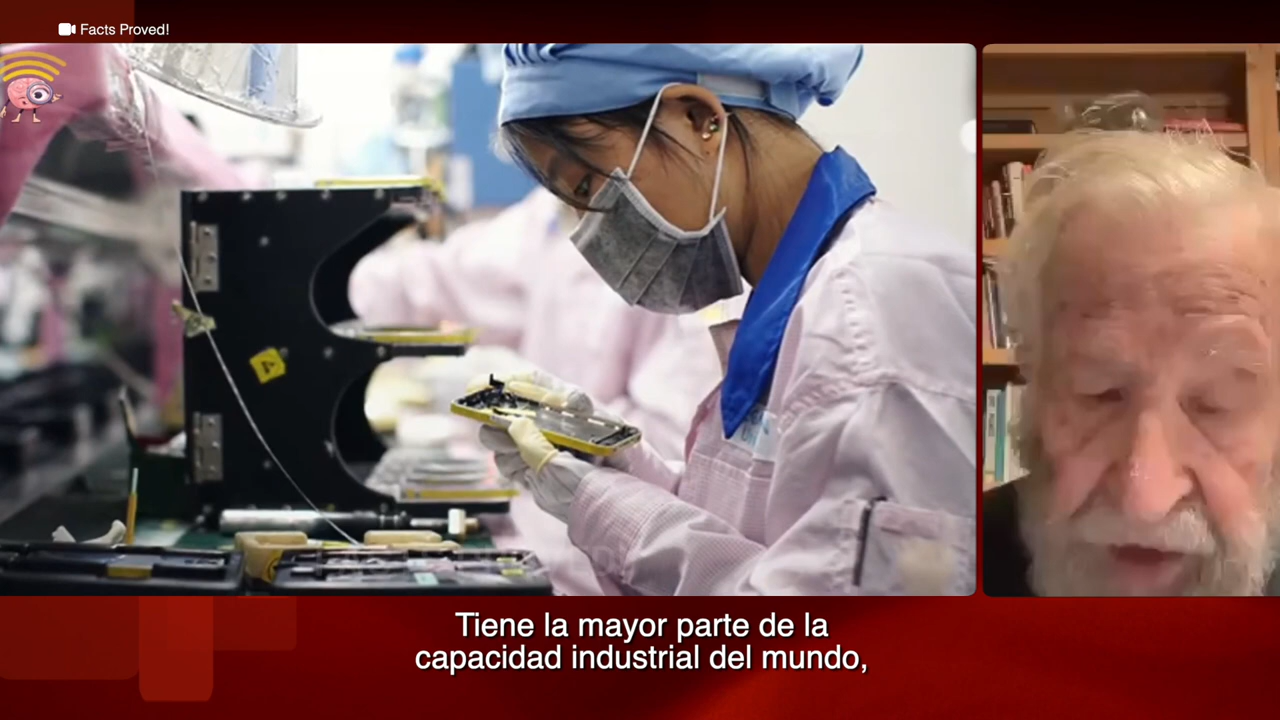 Facts Proved!
Tiene la mayor parte de la
capacidad industrial del mundo,